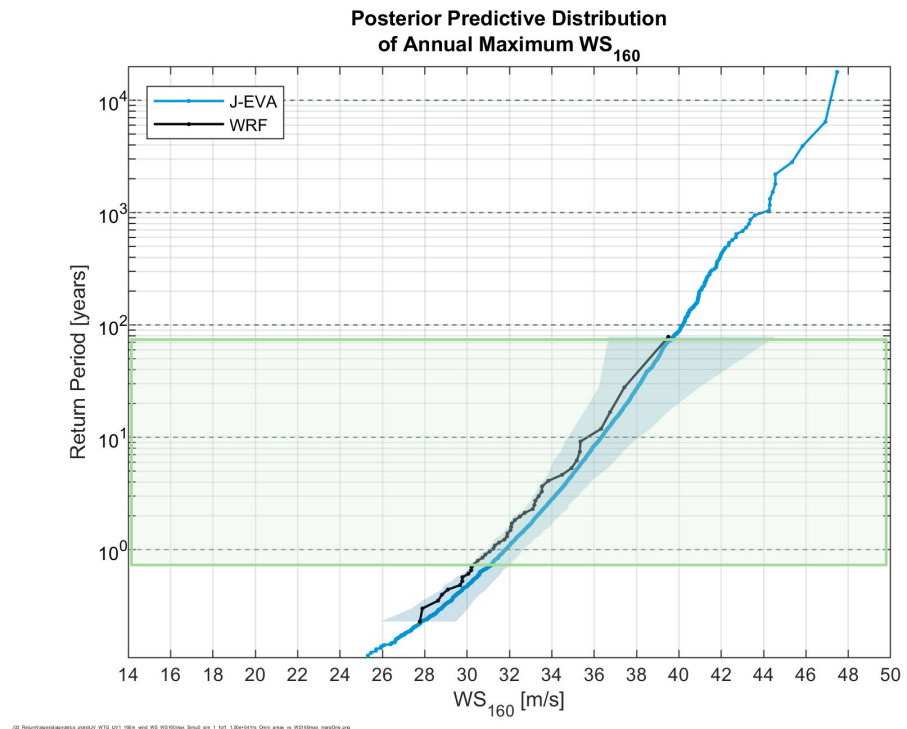 Posterior Predictive Distribution
of Annual Maximum WS160
J-EVA
WRF
10^4
10^3
10^2
10^1
10^0
Return Period [years]
14 16 18 20 22 24 26 28 30 32 34 36 38 40 42 44 46 48 50
WS160 [m/s]